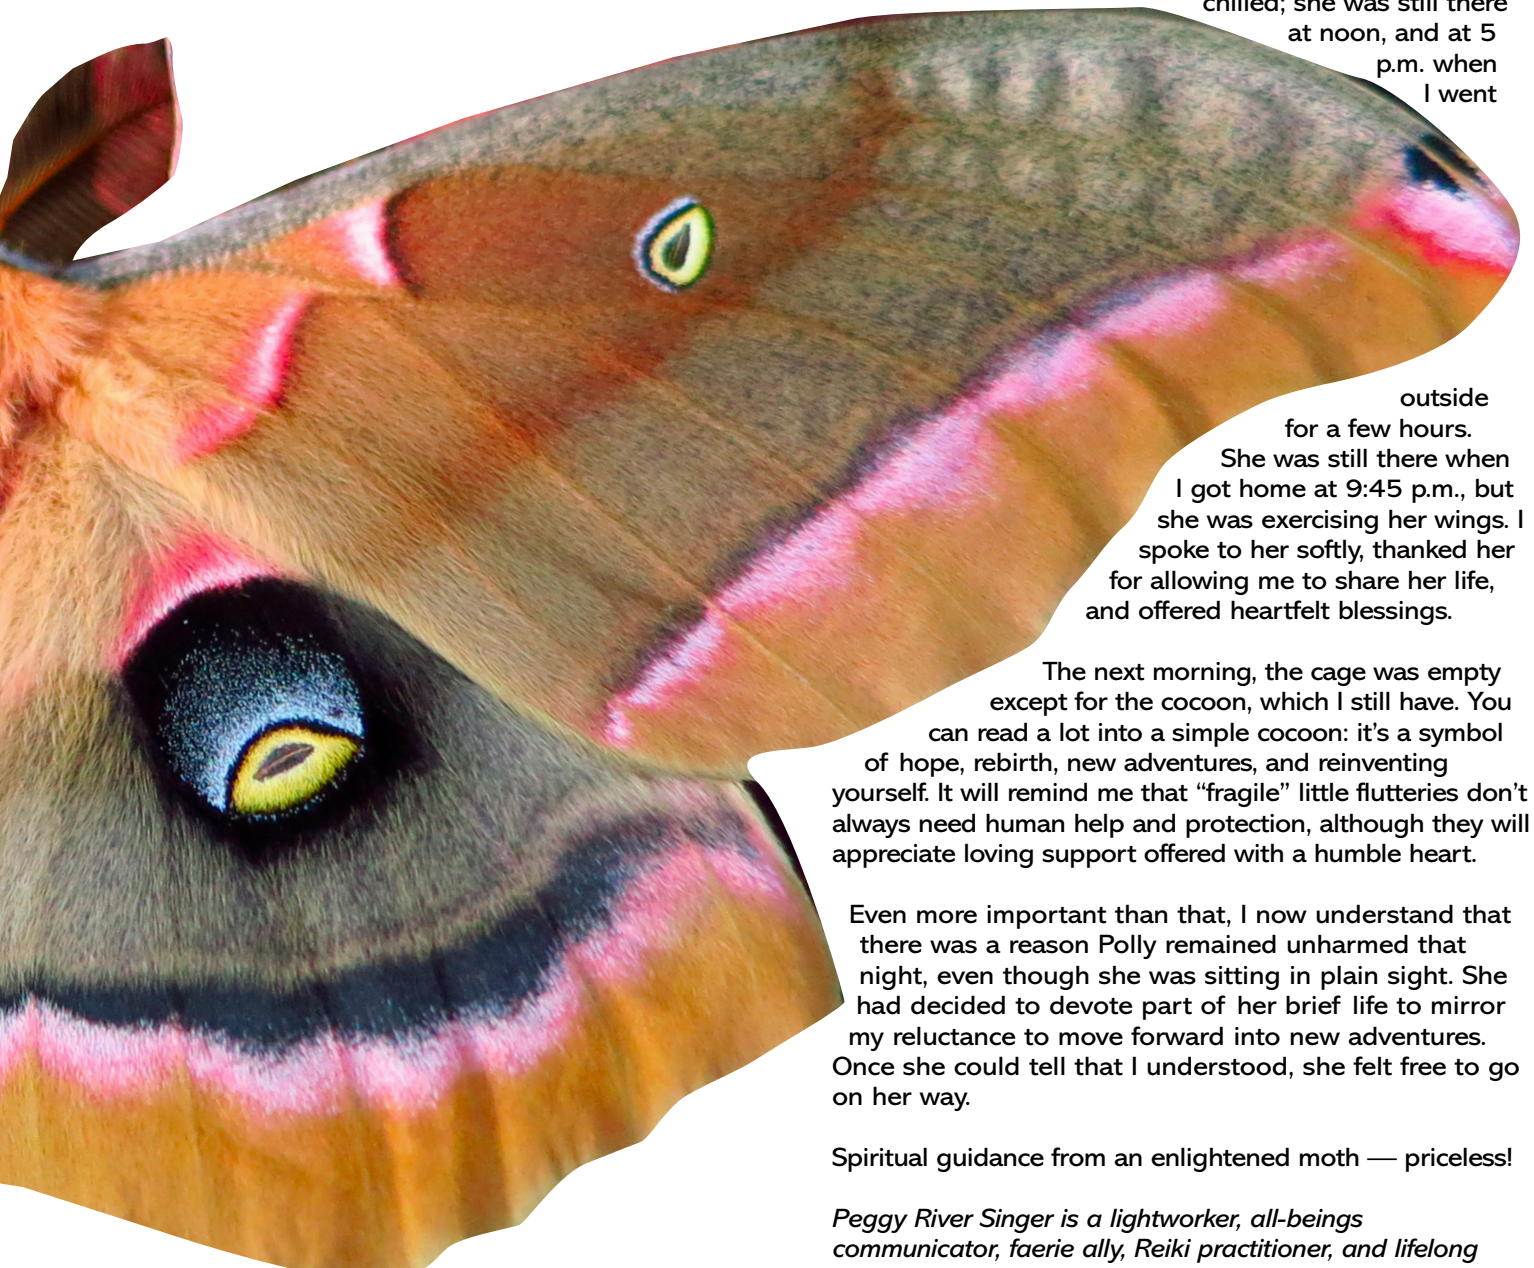 chilled; she was still there
at noon, and at 5
p.m. when
I went
outside
for a few hours.
She was still there when
I got home at 9:45 p.m., but
she was exercising her wings. I
spoke to her softly, thanked her
for allowing me to share her life,
and offered heartfelt blessings.
The next morning, the cage was empty
except for the cocoon, which I still have. You
can read a lot into a simple cocoon: it’s a symbol
of hope, rebirth, new adventures, and reinventing
yourself. It will remind me that “fragile” little flutteries don’t
always need human help and protection, although they will
appreciate loving support offered with a humble heart.
Even more important than that, I now understand that
there was a reason Polly remained unharmed that
night, even though she was sitting in plain sight. She
had decided to devote part of her brief life to mirror
my reluctance to move forward into new adventures.
Once she could tell that I understood, she felt free to go
on her way.
Spiritual guidance from an enlightened moth — priceless!
Peggy River Singer is a lightworker, all-beings
communicator, faerie ally, Reiki practitioner, and lifelong